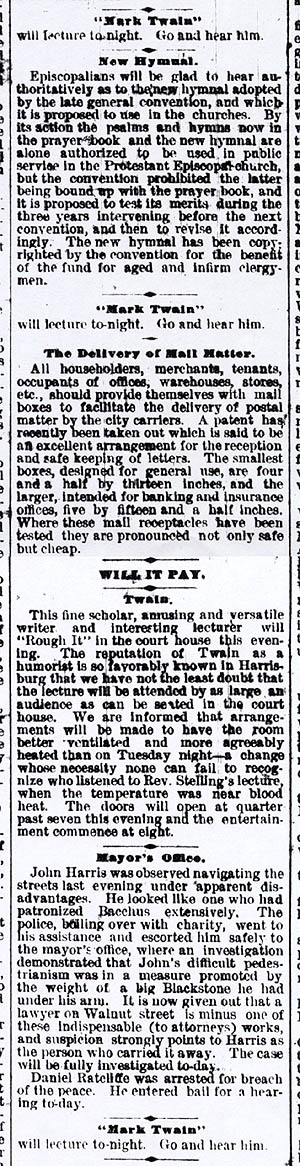 "Mark Twain"
will lecture to-night. Go and hear him.
New Hymnal.
Episcopalians will be glad to hear au-
thoritatively as to the new hymnal adopted
by the late general convention, and which
it is proposed to use in the churches. By
its action the psalms and hymns now in
the prayer book and the new hymnal are
alone authorized to be used in public
service in the Protestant Episcopal church,
but the convention prohibited the latter
being bound up with the prayer book, and
it is proposed to test its merits during the
three years intervening before the next
convention, and then to revise it accord-
ingly. The new hymnal has been copy-
righted by the convention for the benefit
of the fund for aged and infirm clergy-
men.
"Mark Twain"
will lecture to-night. Go and hear him.
The Delivery of Mail Matter.
All householders, merchants, tenants,
occupants of offices, warehouses, stores,
etc., should provide themselves with mail
boxes to facilitate the delivery of postal
matter by the city carriers. A patent has
recently been taken out which is said to be
an excellent arrangement for the reception
and safe keeping of letters. The smallest
boxes, designed for general use, are four
and a half by thirteen inches, and the
larger, intended for banking and insurance
offices, five by fifteen and a half inches.
Where these mail receptacles have been
tested they are pronounced not only safe
but cheap.
WILL IT PAY.
Twain.
This fine scholar, amusing and versatile
writer and interesting lecturer will
"Rough It" in the court house this even-
ing. The reputation of Twain as a
humorist is so favorably known in Harris-
burg that we have not the least doubt that
the lecture will be attended by as large an
audience as can be seated in the court
house. We are informed that arrange-
ments will be made to have the room
better ventilated and more agreeably
heated than on Tuesday night—a change
whose necessity none can fail to recog-
nize who listened to Rev. Stelling's lecture,
when the temperature was near blood
heat. The doors will open at quarter
past seven this evening and the entertain-
ment commence at eight.
Mayor's Office.
John Harris was observed navigating the
streets last evening under apparent dis-
advantages. He looked like one who had
patronized Bacchus extensively. The
police, boiling over with charity, went to
his assistance and escorted him safely to
the mayor's office, where an investigation
demonstrated that John's difficult pedes-
trianism was in a measure promoted by
the weight of a big Blackstone he had
under his arm. It is now given out that a
lawyer on Walnut street is minus one of
these indispensable (to attorneys) works,
and suspicion strongly points to Harris as
the person who carried it away. The case
will be fully investigated to-day.
Daniel Ratcliffe was arrested for breach
of the peace. He entered bail for a hear-
ing to-day.
"Mark Twain"
will lecture to-night. Go and hear him.